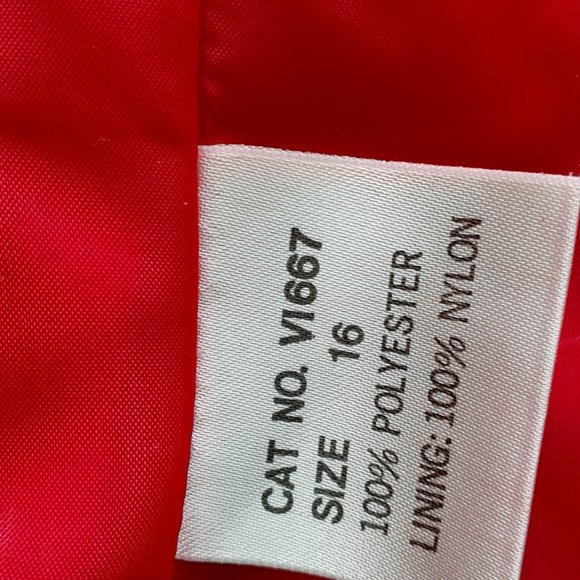 CAT NO. VI667
SIZE 16
100% POLYESTER
LINING: 100% NYLON